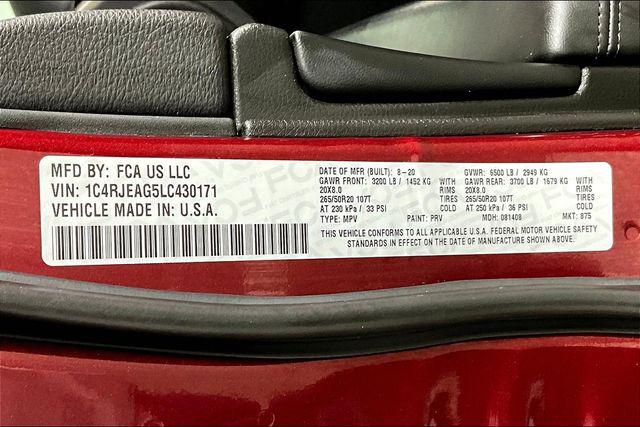 MFD BY: FCA US LLC
VIN: 1C4RJEAG5LC430171
VEHICLE MADE IN: U.S.A.
DATE OF MFR (BUILT): 8-20 GVWR: 6500 LB / 2949 KG
GAWR FRONT: 3200 LB / 1452 KG RIMS GAWR REAR: 3700 LB / 1679 KG RIMS
20X8.0 TIRES 20X8.0 TIRES
265/50R20 107T COLD 265/50R20 107T COLD
AT 230 kPa / 33 PSI AT 250 kPa / 36 PSI
TYPE: MPV PAINT: PRV MDH: 081408 MKT: 875
THIS VEHICLE CONFORMS TO ALL APPLICABLE U.S.A. FEDERAL MOTOR VEHICLE SAFETY
STANDARDS IN EFFECT ON THE DATE OF MANUFACTURE SHOWN ABOVE.